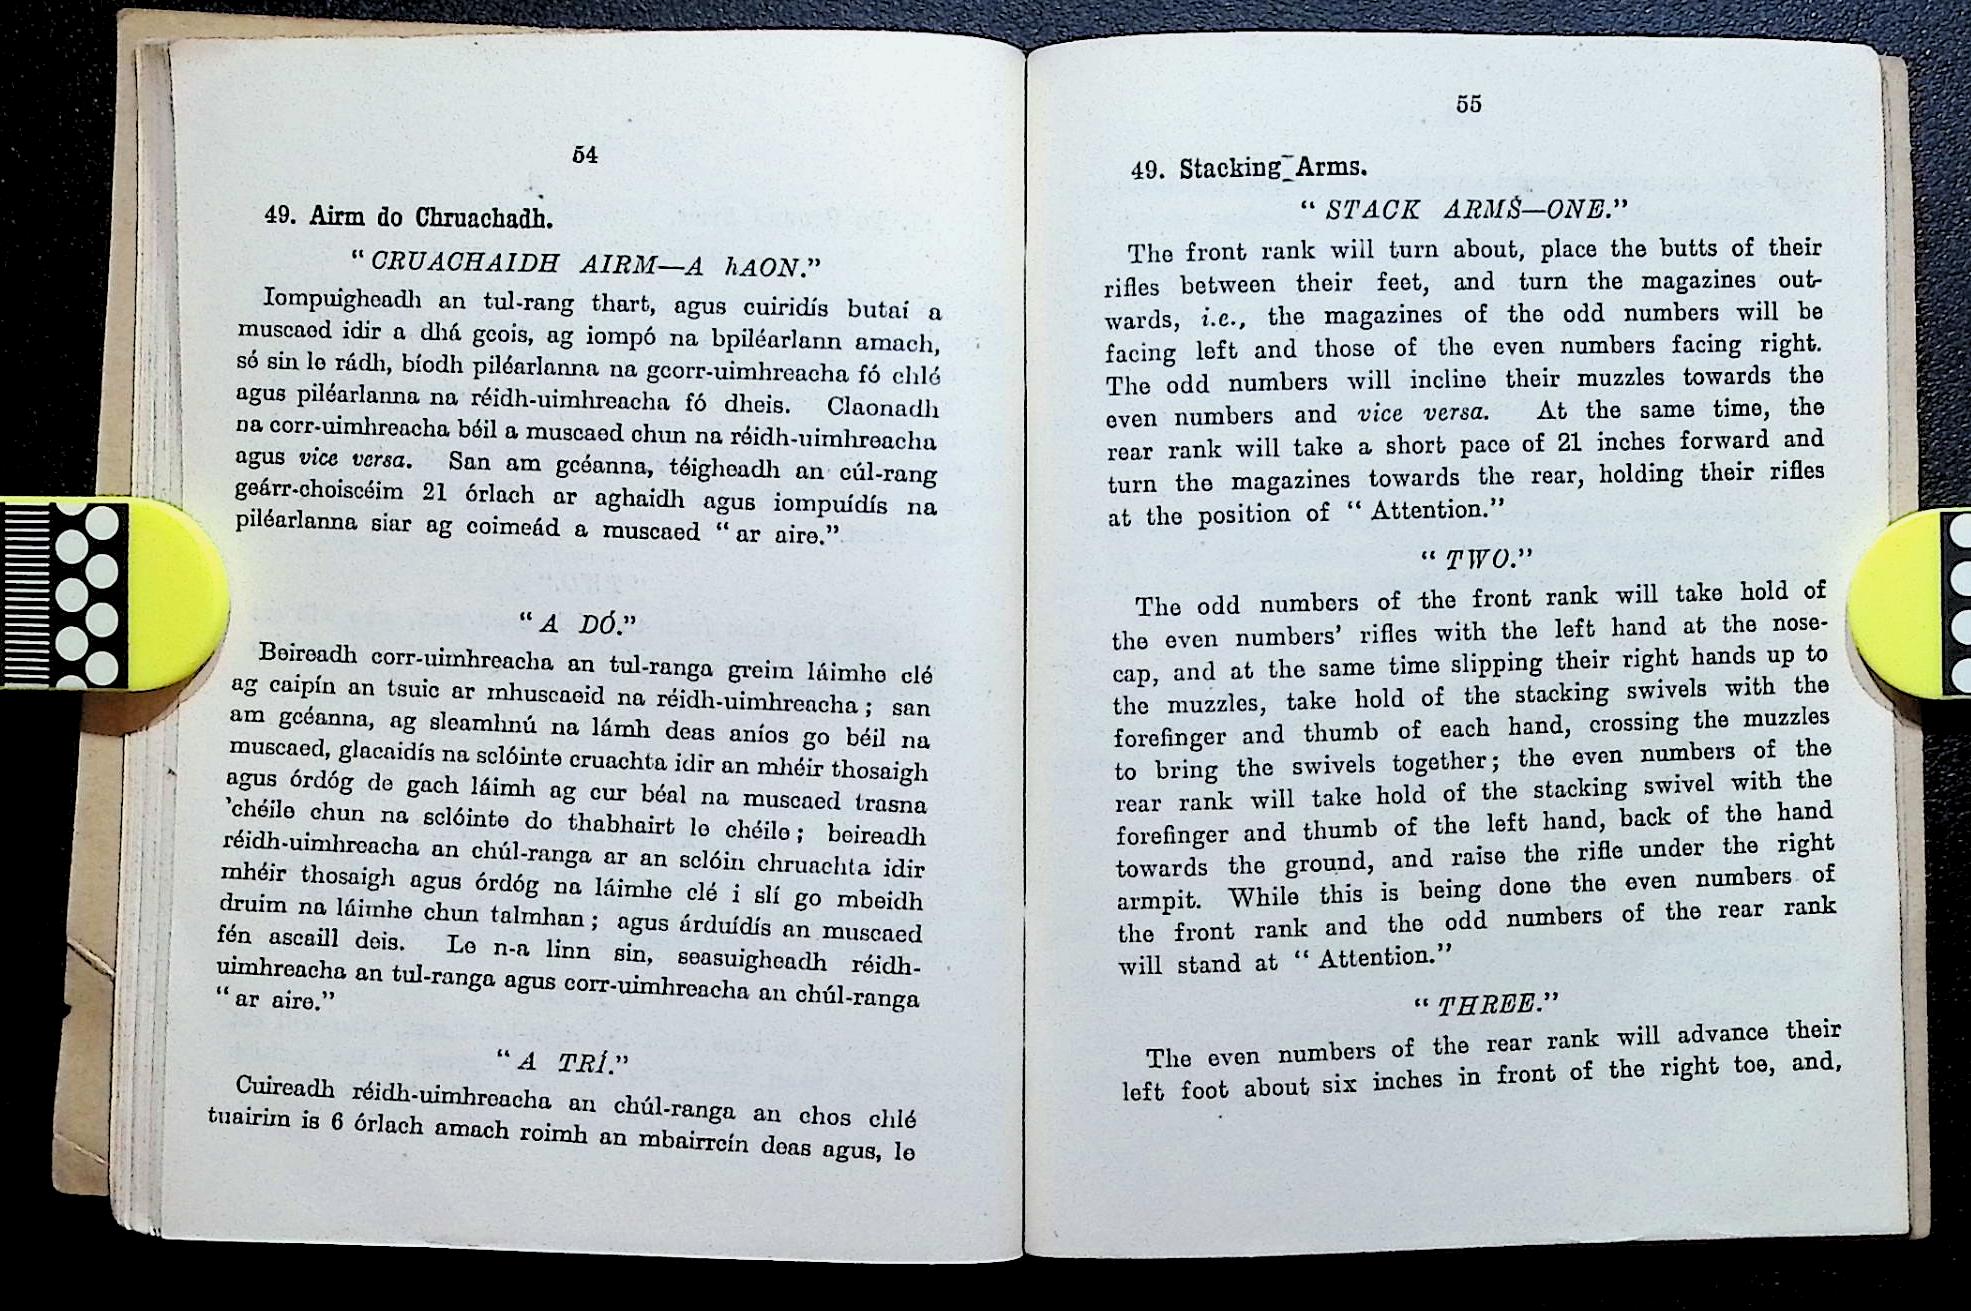 54
49. Airm do Chruachadh.
“CRUACHAIDH AIRM—A hAON.”
Iompuigheadh an tul-rang thart, agus cuiridís butaí a
muscaed idir a dhá gcois, ag iompó na bpiléarlann amach,
sé sin le rádh, bíodh piléarlanna na gcorr-uimhreacha fó chlé
agus piléarlanna na réidh-uimhreacha fó dheis. Claonadh
na corr-uimhreacha béil a muscaed chun na réidh-uimhreacha
agus vice versa. San am gcéanna, téigheadh an cúl-rang
geárr-choiscéim 21 órlach ar aghaidh agus iompuídís na
piléarlanna siar ag coimeád a muscaed “ar aire.”
“A DÓ.”
Beireadh corr-uimhreacha an tul-ranga greim láimhe clé
ag caipín an tsuic ar mhuscaeid na réidh-uimhreacha; san
am gcéanna, ag sleamhnú na lámh deas aníos go béil na
muscaed, glacaidís na sclóinte cruachta idir an mhéir thosaigh
agus órdóg de gach láimh ag cur béal na muscaed trasna
’chéile chun na sclóinte do thabhairt le chéile; beireadh
réidh-uimhreacha an chúl-ranga ar an sclóin chruachta idir
mhéir thosaigh agus órdóg na láimhe clé i slí go mbeidh
druim na láimhe chun talmhan; agus árduídís an muscaed
fén ascaill deis. Le n-a linn sin, seasuigheadh réidh-
uimhreacha an tul-ranga agus corr-uimhreacha an chúl-ranga
“ar aire.”
“A TRÍ.”
Cuireadh réidh-uimhreacha an chúl-ranga an chos chlé
tuairim is 6 órlach amach roimh an mbairrcín deas agus, le
55
49. Stacking Arms.
“STACK ARMS—ONE.”
The front rank will turn about, place the butts of their
rifles between their feet, and turn the magazines out-
wards, i.e., the magazines of the odd numbers will be
facing left and those of the even numbers facing right.
The odd numbers will incline their muzzles towards the
even numbers and vice versa. At the same time, the
rear rank will take a short pace of 21 inches forward and
turn the magazines towards the rear, holding their rifles
at the position of “Attention.”
“TWO.”
The odd numbers of the front rank will take hold of
the even numbers’ rifles with the left hand at the nose-
cap, and at the same time slipping their right hands up to
the muzzles, take hold of the stacking swivels with the
forefinger and thumb of each hand, crossing the muzzles
to bring the swivels together; the even numbers of the
rear rank will take hold of the stacking swivel with the
forefinger and thumb of the left hand, back of the hand
towards the ground, and raise the rifle under the right
armpit. While this is being done the even numbers of
the front rank and the odd numbers of the rear rank
will stand at “Attention.”
“THREE.”
The even numbers of the rear rank will advance their
left foot about six inches in front of the right toe, and,